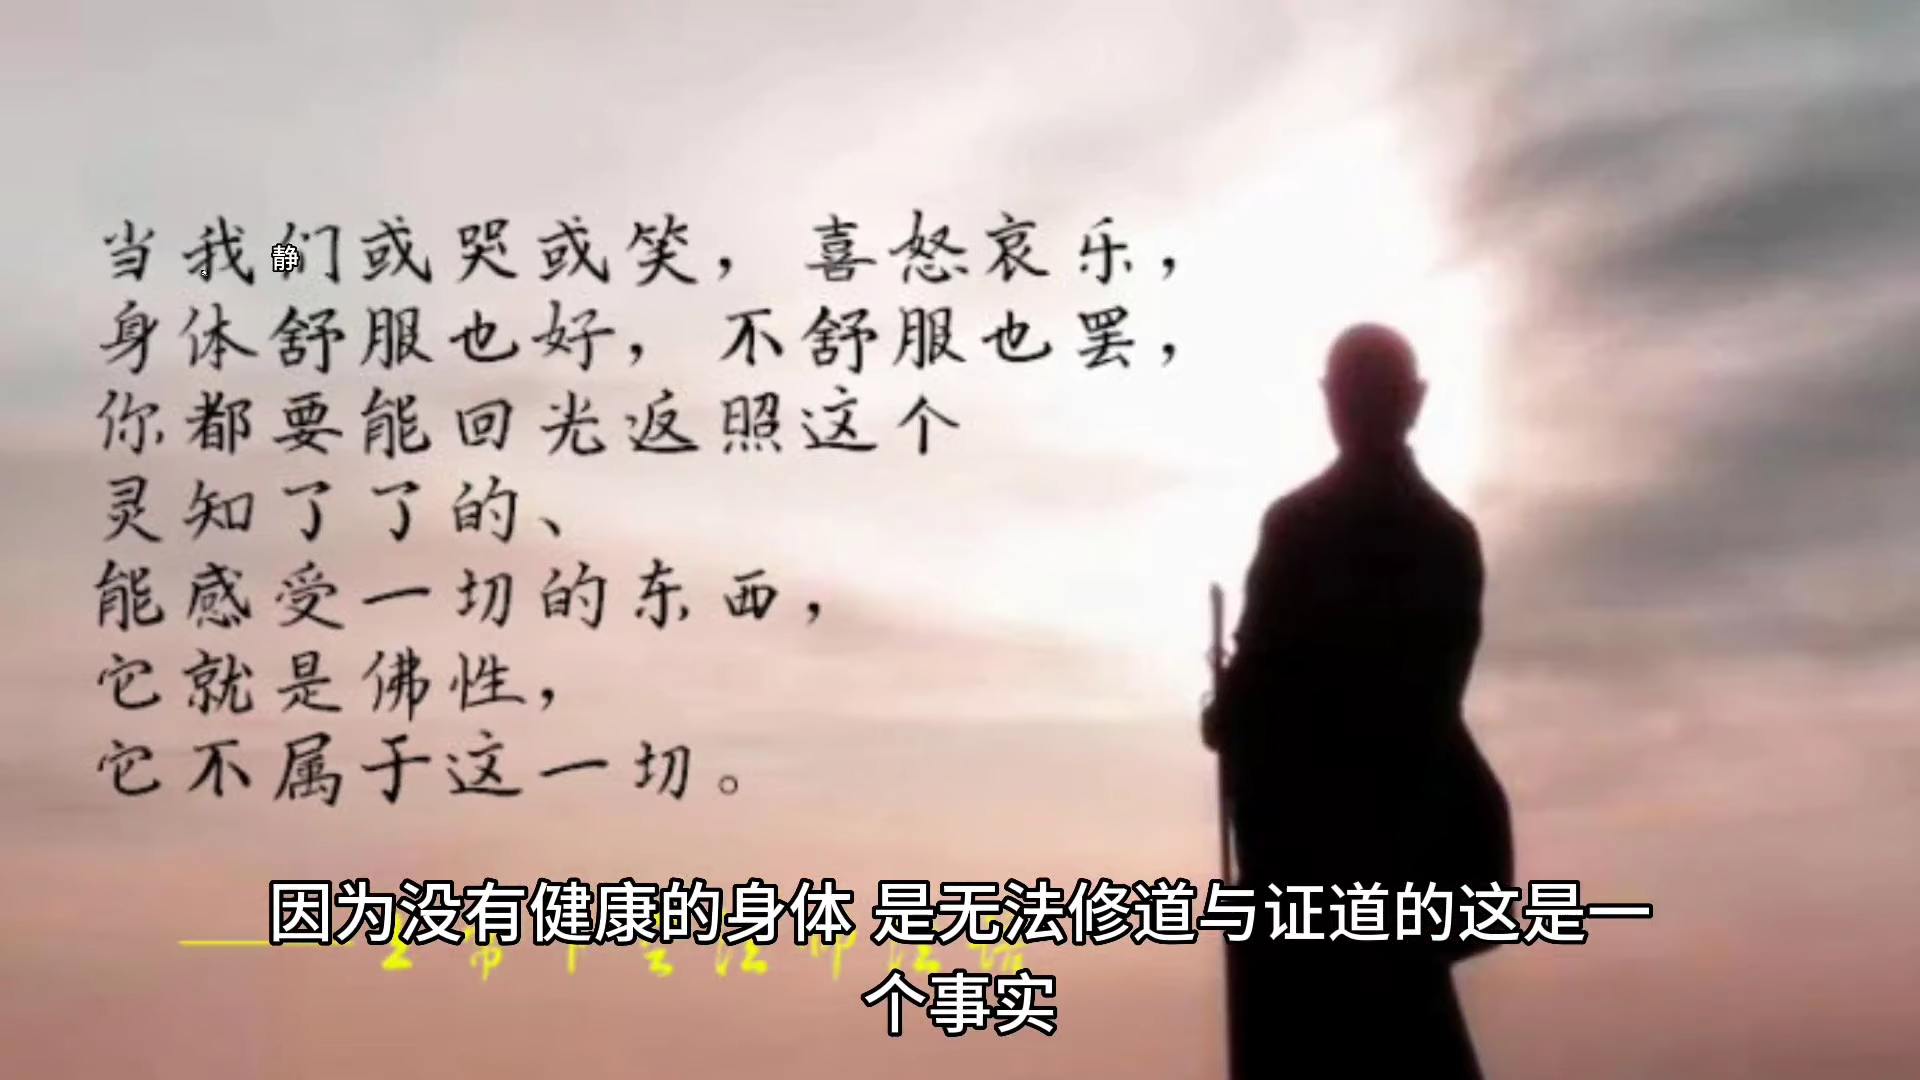 当我们或哭或笑，喜怒哀乐，
静
身体舒服也好，不舒服也罢，
你都要能回光返照这个
灵知了了的、
能感受一切的东西，
它就是佛性，
它不属于这一切。
因为没有健康的身体 是无法修道与证道的这是一
个事实